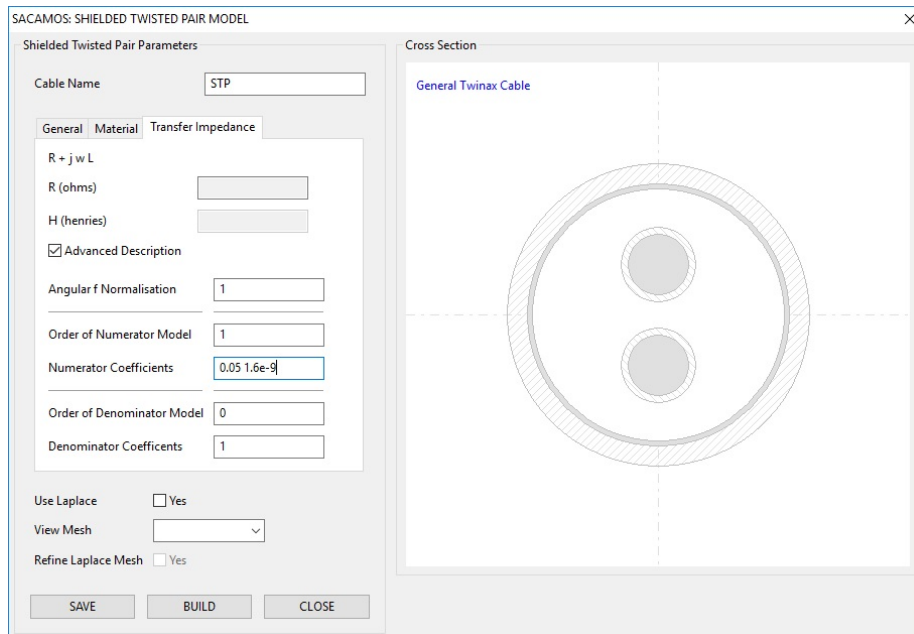 SACAMOS: SHIELDED TWISTED PAIR MODEL
Shielded Twisted Pair Parameters
Cable Name
STP
General
Material
Transfer Impedance
R + j w L
R (ohms)
H (henries)
Advanced Description
Angular f Normalisation
1
Order of Numerator Model
1
Numerator Coefficients
0.05 1.6e-9
Order of Denominator Model
0
Denominator Coefficents
1
Use Laplace
Yes
View Mesh
Refine Laplace Mesh
Yes
SAVE
BUILD
CLOSE
Cross Section
General Twinax Cable